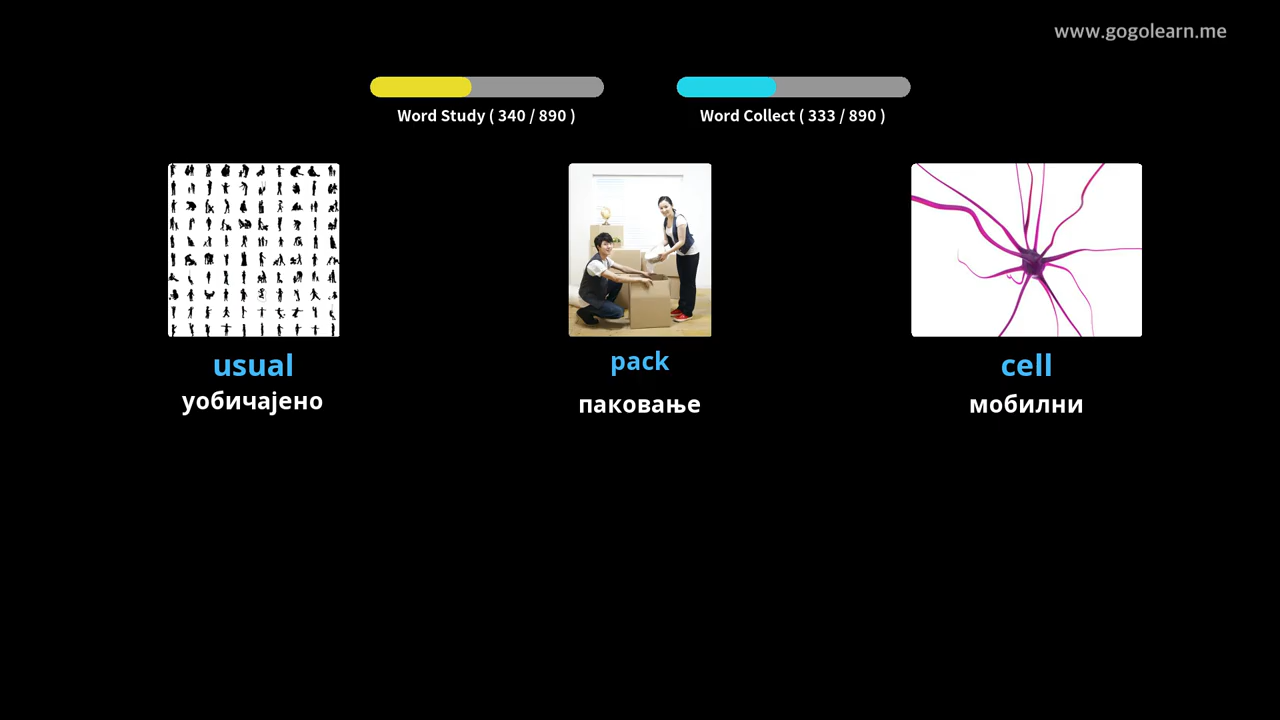 www.gogolearn.me
Word Study ( 340 / 890 )
Word Collect ( 333 / 890 )
usual
pack
cell
уобичајено
паковање
мобилни